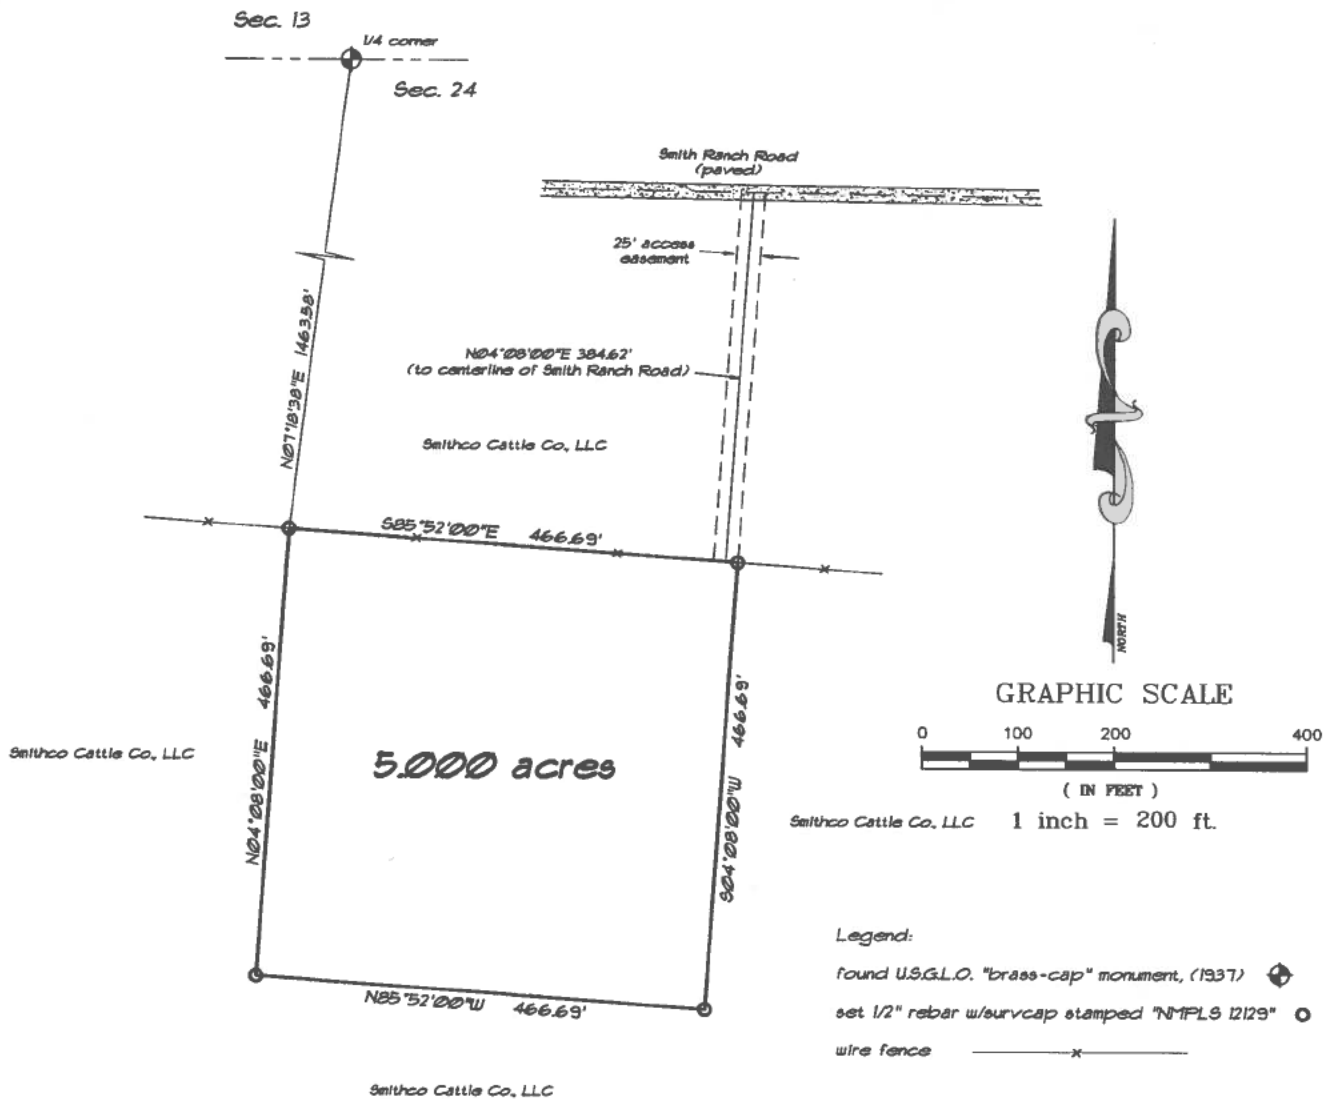 Sec. 13
1/4 corner
Sec. 24
Smith Ranch Road
(paved)
25' access
easement
N07°18'38"E 1463.58'
N04°08'00"E 384.62'
(to centerline of Smith Ranch Road)
Smithco Cattle Co., LLC
S85°52'00"E 466.69'
NORTH
N04°08'00"E 466.69'
S04°08'00"W 466.69'
Smithco Cattle Co., LLC
5.000 acres
GRAPHIC SCALE
0 100 200 400
( IN FEET )
Smithco Cattle Co., LLC
1 inch = 200 ft.
N85°52'00"W 466.69'
Smithco Cattle Co., LLC
Legend:
found U.S.G.L.O. "brass-cap" monument, (1937)
set 1/2" rebar w/survcap stamped "NMPLS 12129"
wire fence